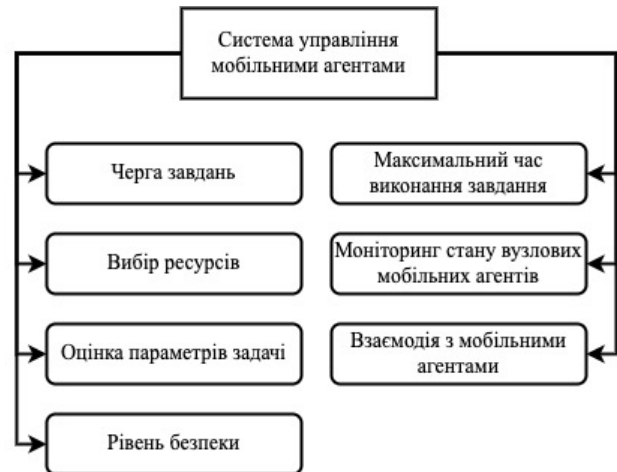 Система управління
мобільними агентами
Черга завдань
Вибір ресурсів
Оцінка параметрів задачі
Рівень безпеки
Максимальний час
виконання завдання
Моніторинг стану вузлових
мобільних агентів
Взаємодія з мобільними
агентами